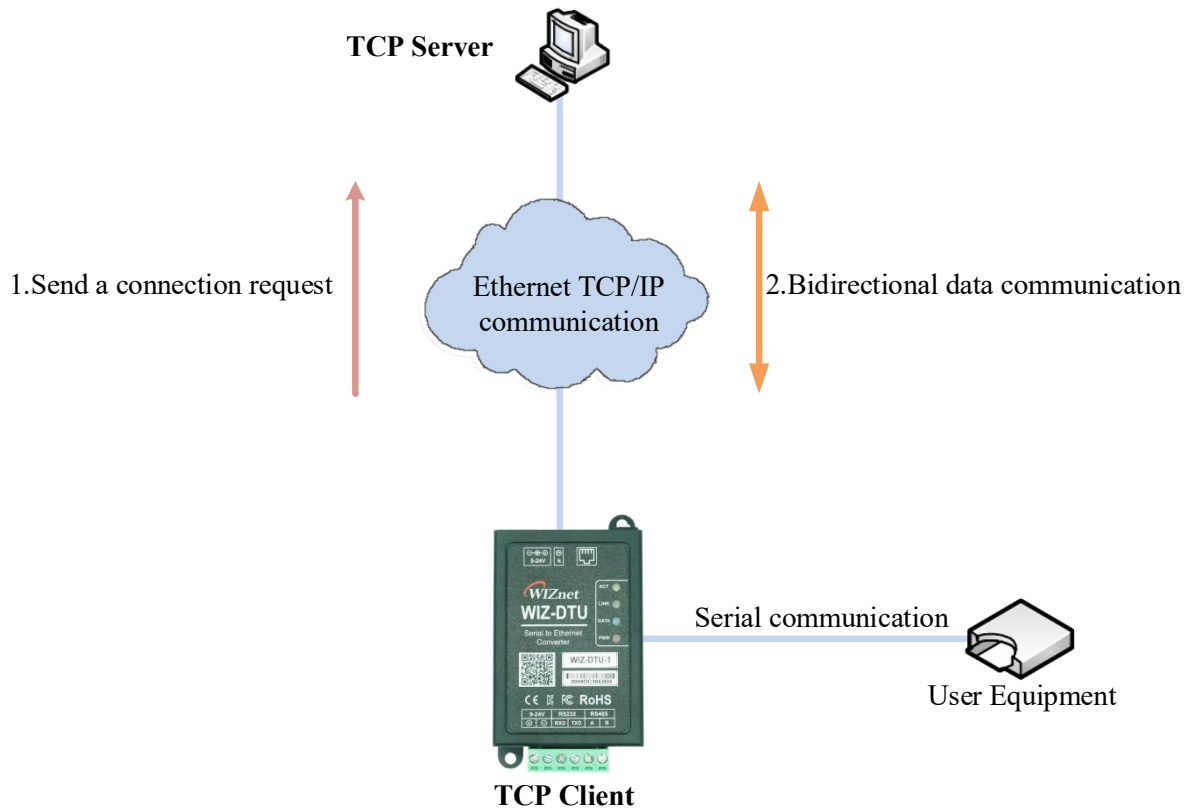 TCP Server
1.Send a connection request
Ethernet TCP/IP
communication
2.Bidirectional data communication
WIZnet
WIZ-DTU
Serial to Ethernet
Converter
ACT
LINK
DATA
PWR
WIZ-DTU-1
RoHS
9-24V RS232 RS485
RXD TXD A B
Serial communication
User Equipment
TCP Client